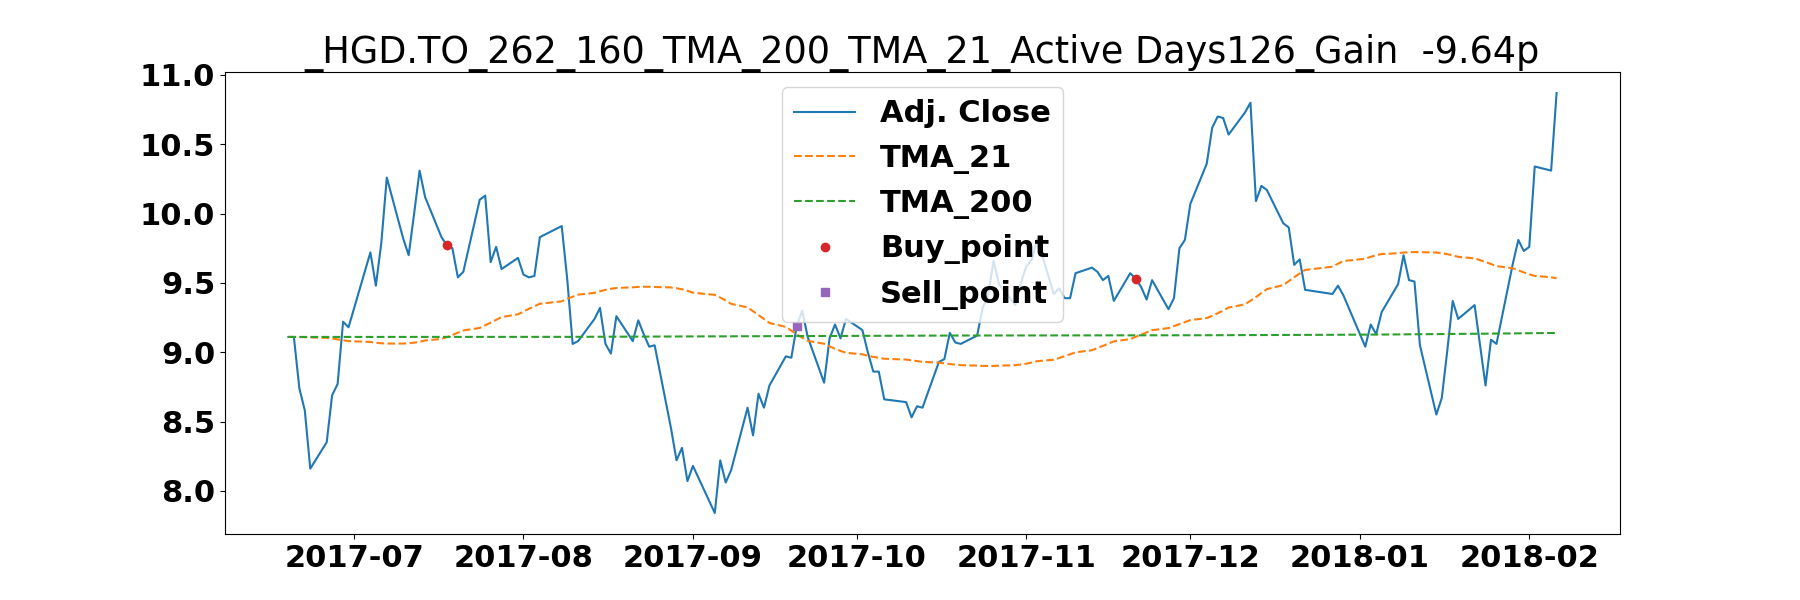 _HGD.TO_262_160_TMA_200_TMA_21_Active Days126_Gain  -9.64p
11.0
10.5
10.0
9.5
9.0
8.5
8.0
Adj. Close
TMA_21
TMA_200
Buy_point
Sell_point
2017-07 2017-08 2017-09 2017-10 2017-11 2017-12 2018-01 2018-02